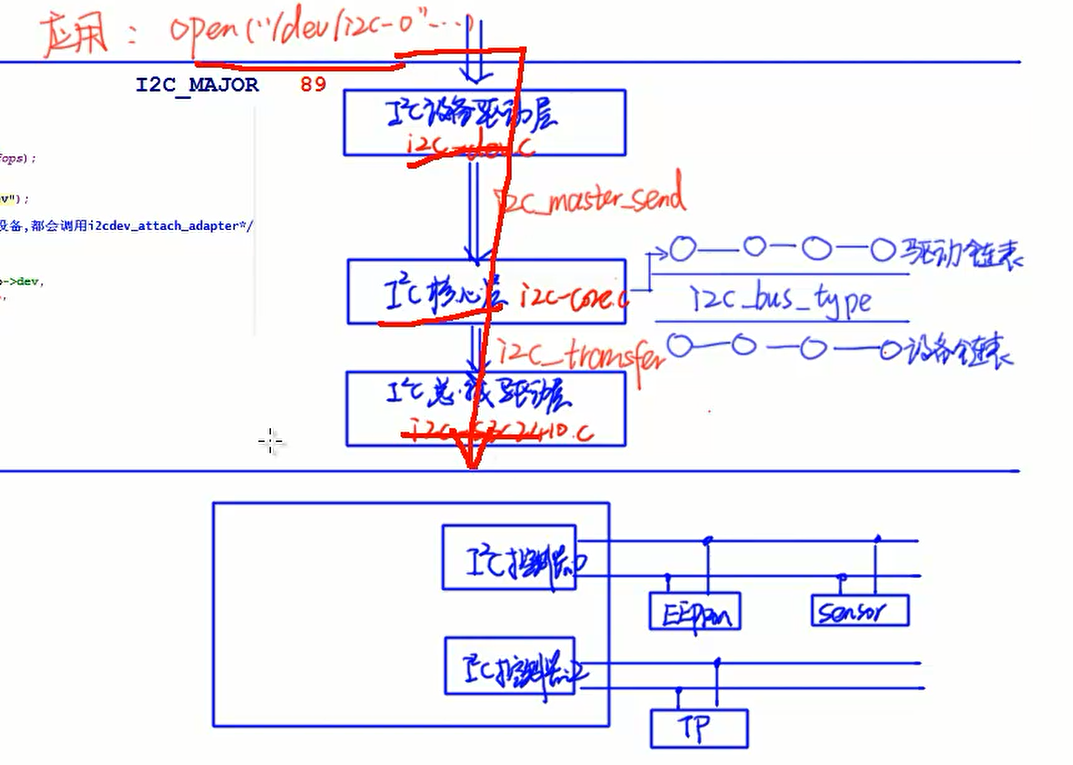 应用: open("/dev/i2c-0"...)
I2C_MAJOR 89
I²C设备驱动层
i2c-dev.c
fops);
v");
设备,都会调用i2cdev_attach_adapter*/
i2c_master_send
->dev,
I²C核心层 i2c-core.c
驱动链表
i2c_bus_type
设备链表
i2c_transfer
I²C总线驱动层
i2c-s3c2410.c
I²C控制器0
EEprom
sensor
I²C控制器2
TP